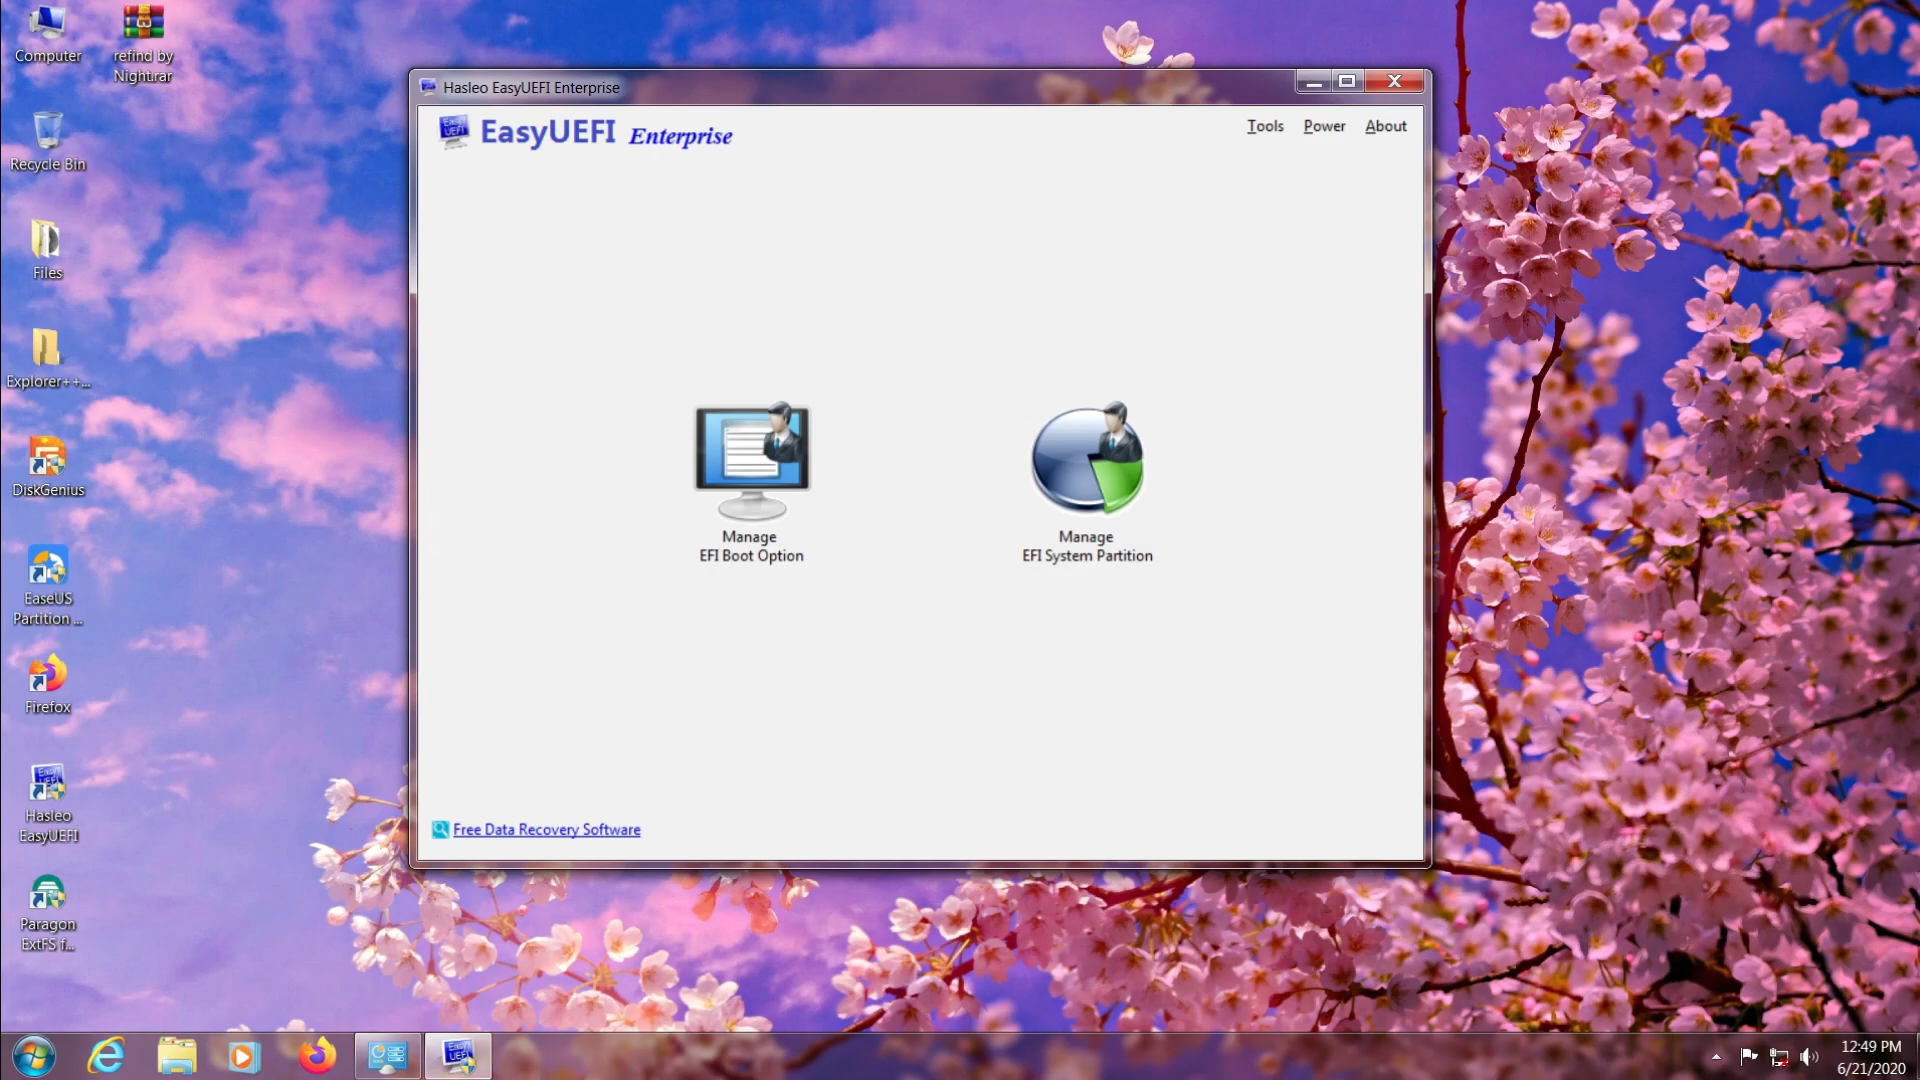 Computer
refind by
Night.rar
Recycle Bin
Files
Explorer++...
DiskGenius
EaseUS
Partition ...
Firefox
Hasleo
EasyUEFI
Paragon
ExtFS f...
Hasleo EasyUEFI Enterprise
EasyUEFI Enterprise
Tools Power About
Manage
EFI Boot Option
Manage
EFI System Partition
Free Data Recovery Software
12:49 PM
6/21/2020